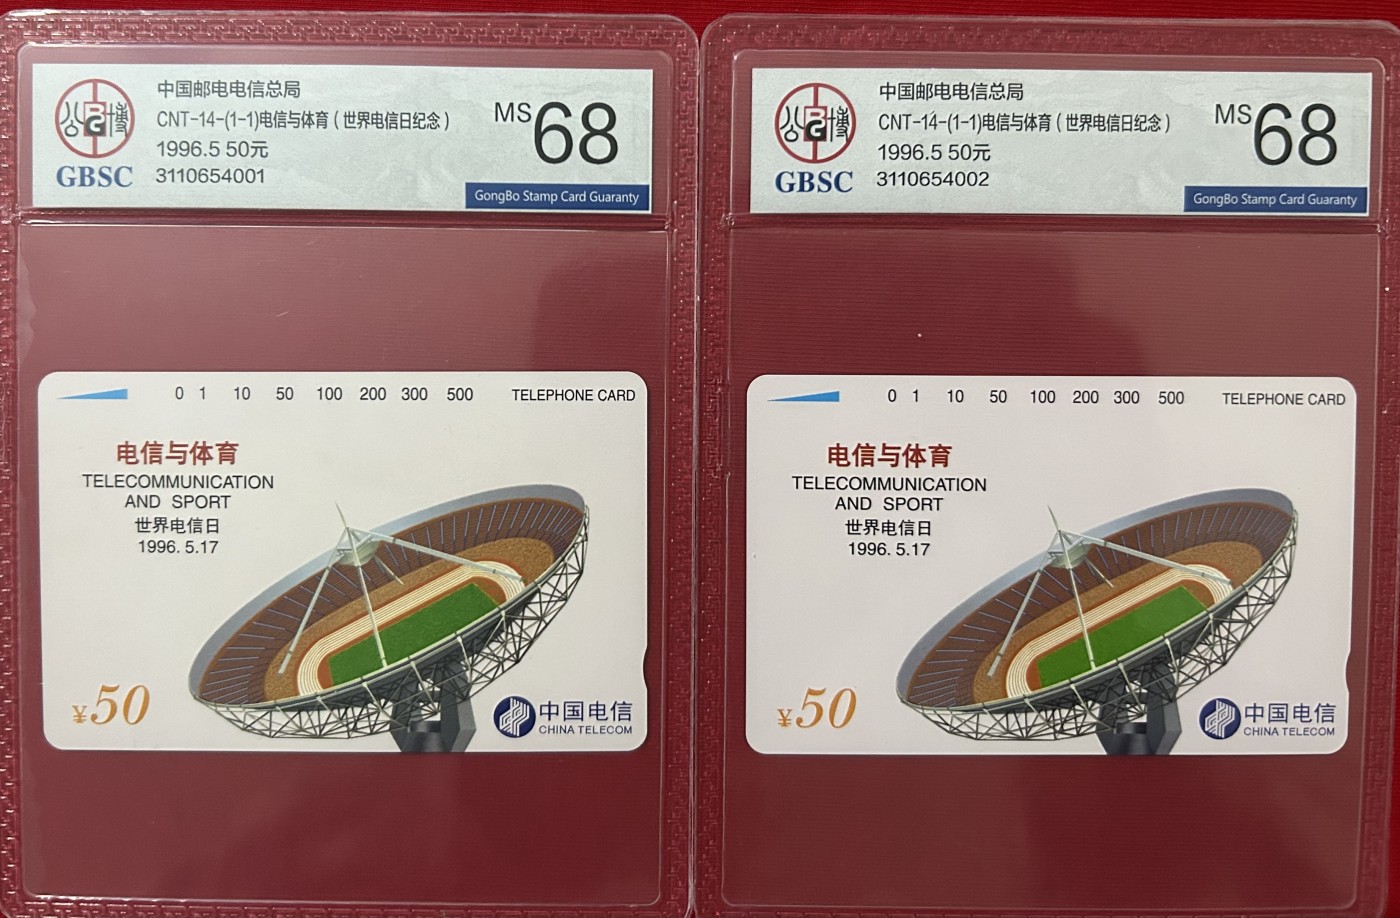 中国邮电电信总局
CNT-14-(1-1)电信与体育(世界电信日纪念)
1996.5 50元
3110654001
MS 68
公博
BG
GBSC
GongBo Stamp Card Guaranty
0 1 10 50 100 200 300 500 TELEPHONE CARD
电信与体育
TELECOMMUNICATION
AND SPORT
世界电信日
1996. 5.17
¥50
中国电信
CHINA TELECOM
中国邮电电信总局
CNT-14-(1-1)电信与体育(世界电信日纪念)
1996.5 50元
3110654002
MS 68
公博
BG
GBSC
GongBo Stamp Card Guaranty
0 1 10 50 100 200 300 500 TELEPHONE CARD
电信与体育
TELECOMMUNICATION
AND SPORT
世界电信日
1996. 5.17
¥50
中国电信
CHINA TELECOM